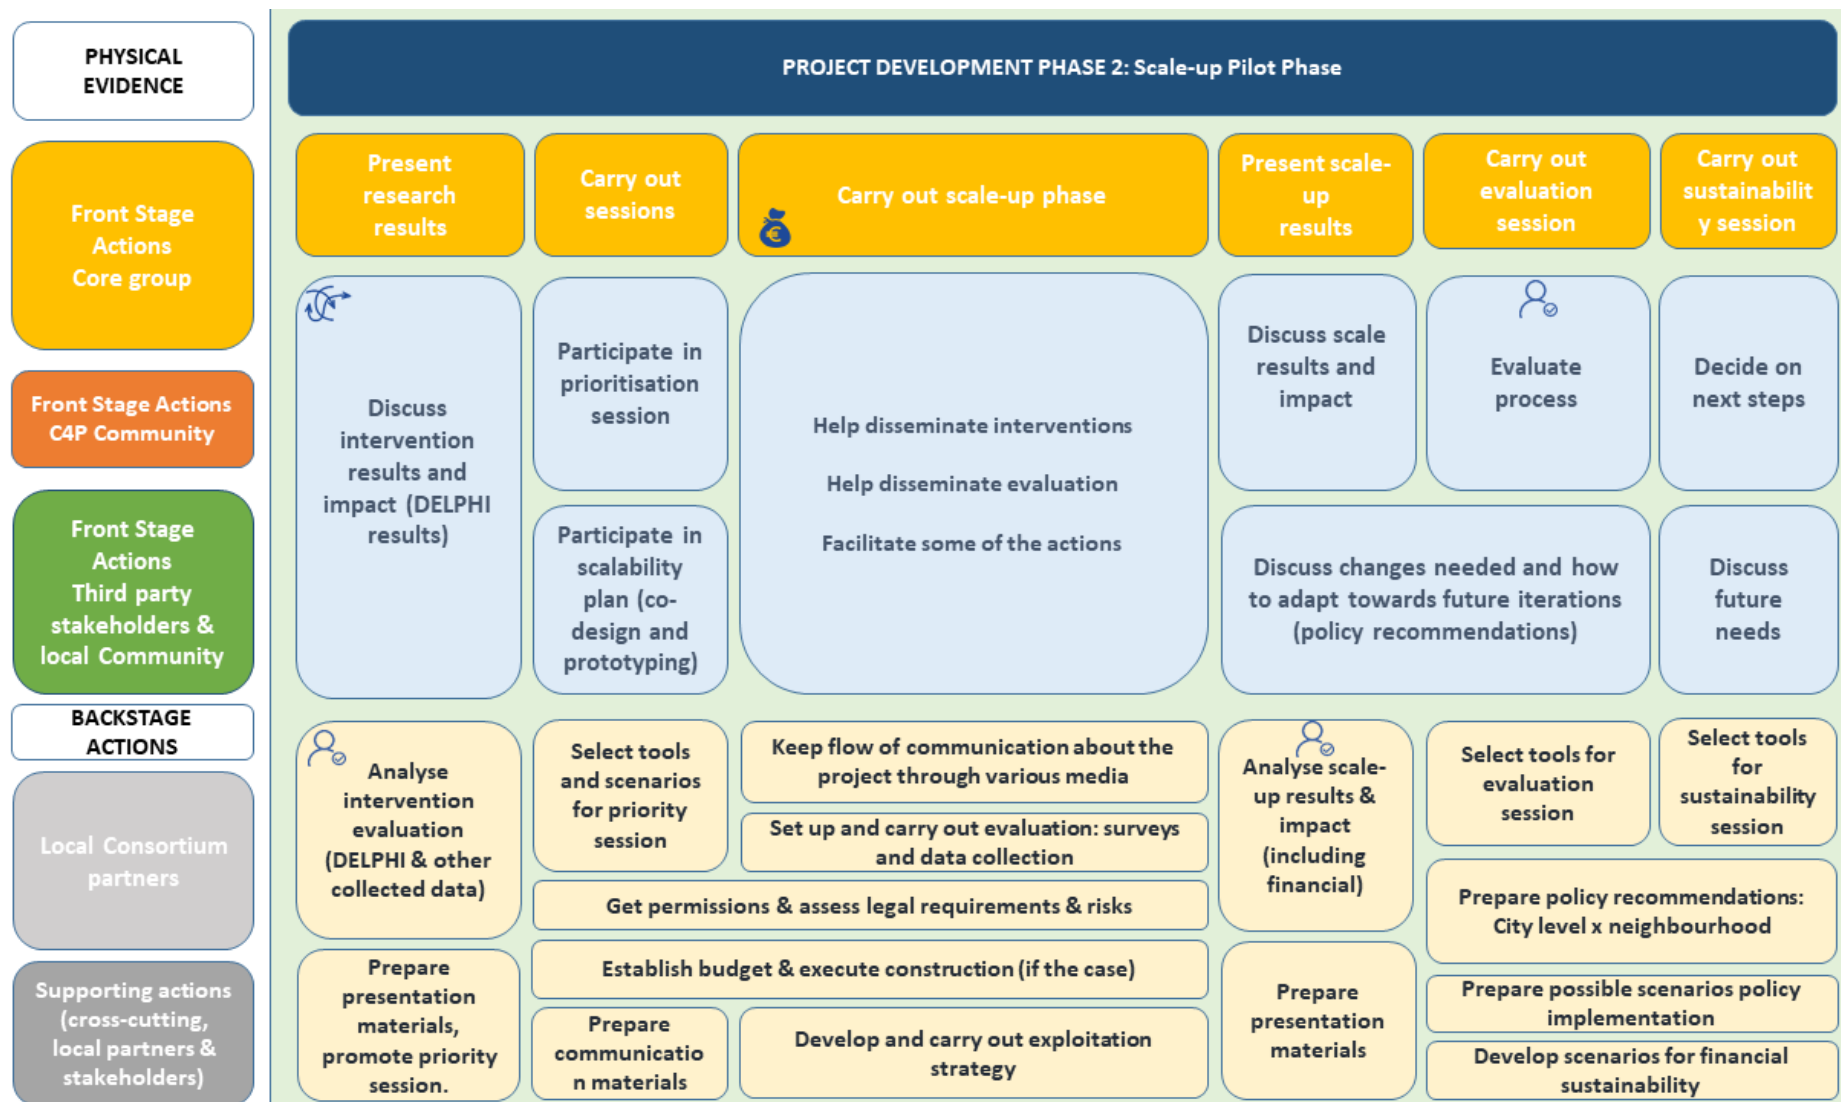 PHYSICAL
EVIDENCE
PROJECT DEVELOPMENT PHASE 2: Scale-up Pilot Phase
Front Stage
Actions
Core group
Present
research
results
Carry out
sessions
Carry out scale-up phase
€
Present scale-
up
results
Carry out
evaluation
session
Carry out
sustainabilit
y session
Front Stage Actions
C4P Community
Front Stage
Actions
Third party
stakeholders &
local Community
Discuss
intervention
results and
impact (DELPHI
results)
Participate in
prioritisation
session
Participate in
scalability
plan (co-
design and
prototyping)
Help disseminate interventions
Help disseminate evaluation
Facilitate some of the actions
Discuss scale
results and
impact
Evaluate
process
Decide on
next steps
Discuss changes needed and how
to adapt towards future iterations
(policy recommendations)
Discuss
future
needs
BACKSTAGE
ACTIONS
Local Consortium
partners
Supporting actions
(cross-cutting,
local partners &
stakeholders)
Analyse
intervention
evaluation
(DELPHI & other
collected data)
Prepare
presentation
materials,
promote priority
session.
Select tools
and scenarios
for priority
session
Keep flow of communication about the
project through various media
Set up and carry out evaluation: surveys
and data collection
Get permissions & assess legal requirements & risks
Establish budget & execute construction (if the case)
Prepare
communicatio
n materials
Develop and carry out exploitation
strategy
Analyse scale-
up results &
impact
(including
financial)
Prepare
presentation
materials
Select tools for
evaluation
session
Select tools
for
sustainability
session
Prepare policy recommendations:
City level x neighbourhood
Prepare possible scenarios policy
implementation
Develop scenarios for financial
sustainability